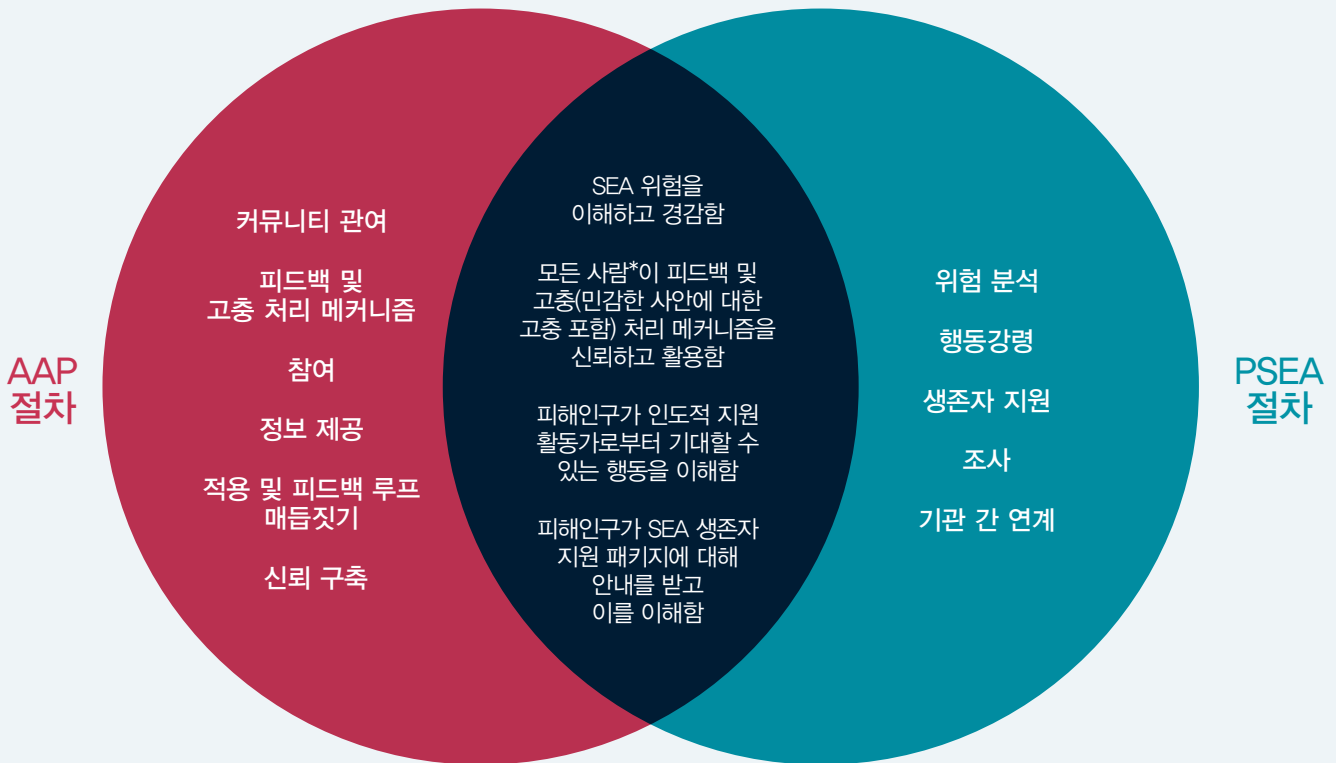 AAP
절차
커뮤니티 관여
피드백 및
고충 처리 메커니즘
참여
정보 제공
적용 및 피드백 루프
매듭짓기
신뢰 구축
SEA 위험을
이해하고 경감함
모든 사람*이 피드백 및
고충(민감한 사안에 대한
고충 포함) 처리 메커니즘을
신뢰하고 활용함
피해인구가 인도적 지원
활동가로부터 기대할 수
있는 행동을 이해함
피해인구가 SEA 생존자
지원 패키지에 대해
안내를 받고
이를 이해함
위험 분석
행동강령
생존자 지원
조사
기관 간 연계
PSEA
절차